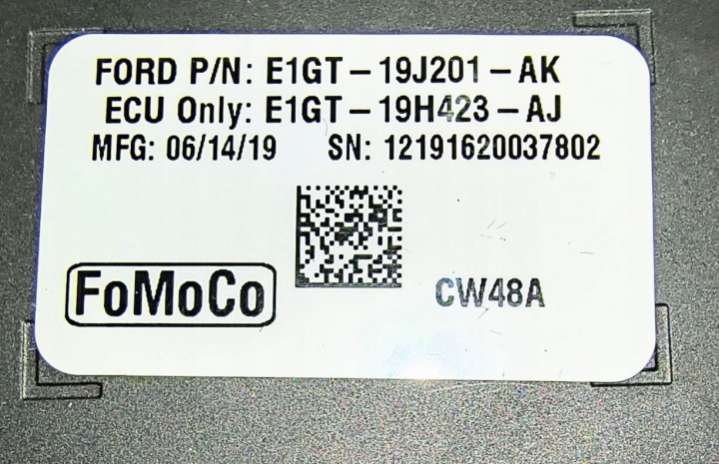 FORD P/N: E1GT-19J201-AK
ECU Only: E1GT-19H423-AJ
MFG: 06/14/19 SN: 12191620037802
FoMoCo
CW48A